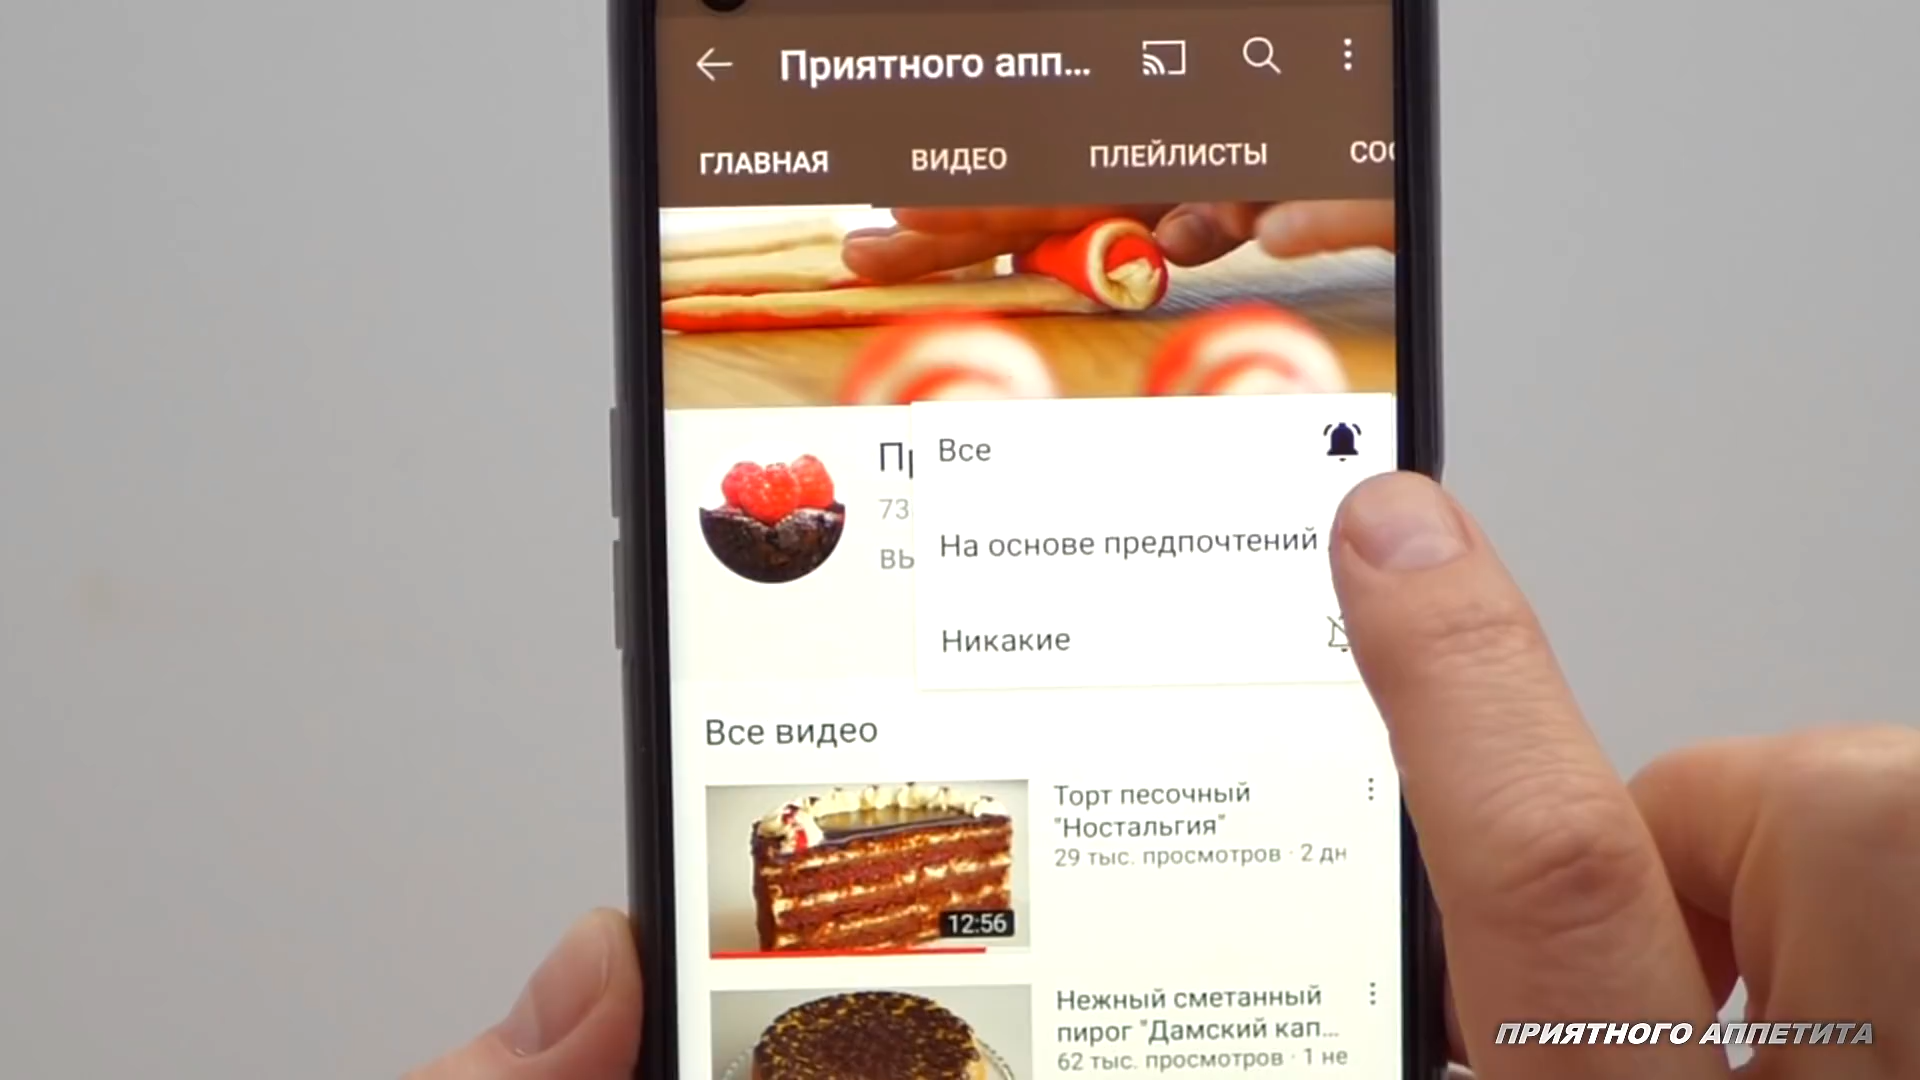 Приятного апп...
ГЛАВНАЯ ВИДЕО ПЛЕЙЛИСТЫ
Все
73
На основе предпочтений
Никакие
Все видео
Торт песочный
"Ностальгия"
29 тыс. просмотров · 2 дн
12:56
Нежный сметанный
пирог "Дамский кап...
62 тыс. просмотров · 1 не
ПРИЯТНОГО АППЕТИТА